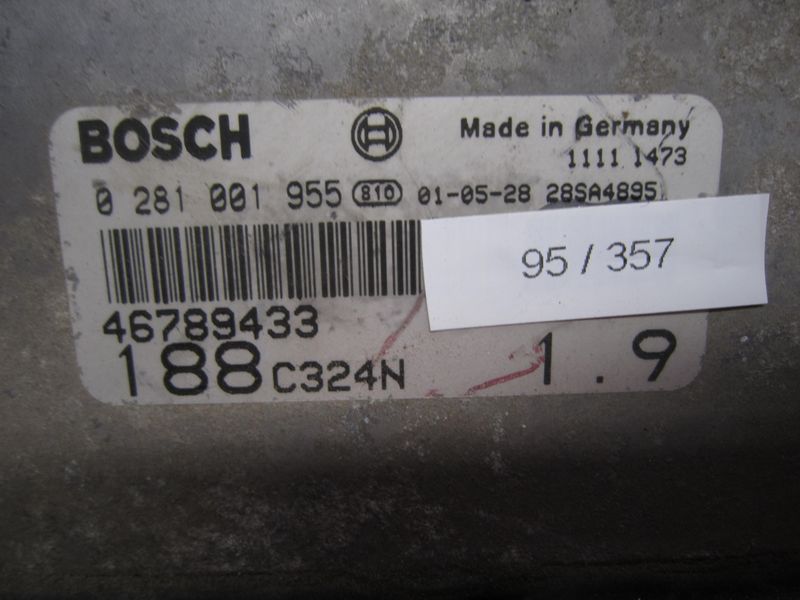 BOSCH Made in Germany
1111 1473
0 281 001 955 810 01-05-28 28SA4895
95 / 357
46789433
188 C324N 1.9